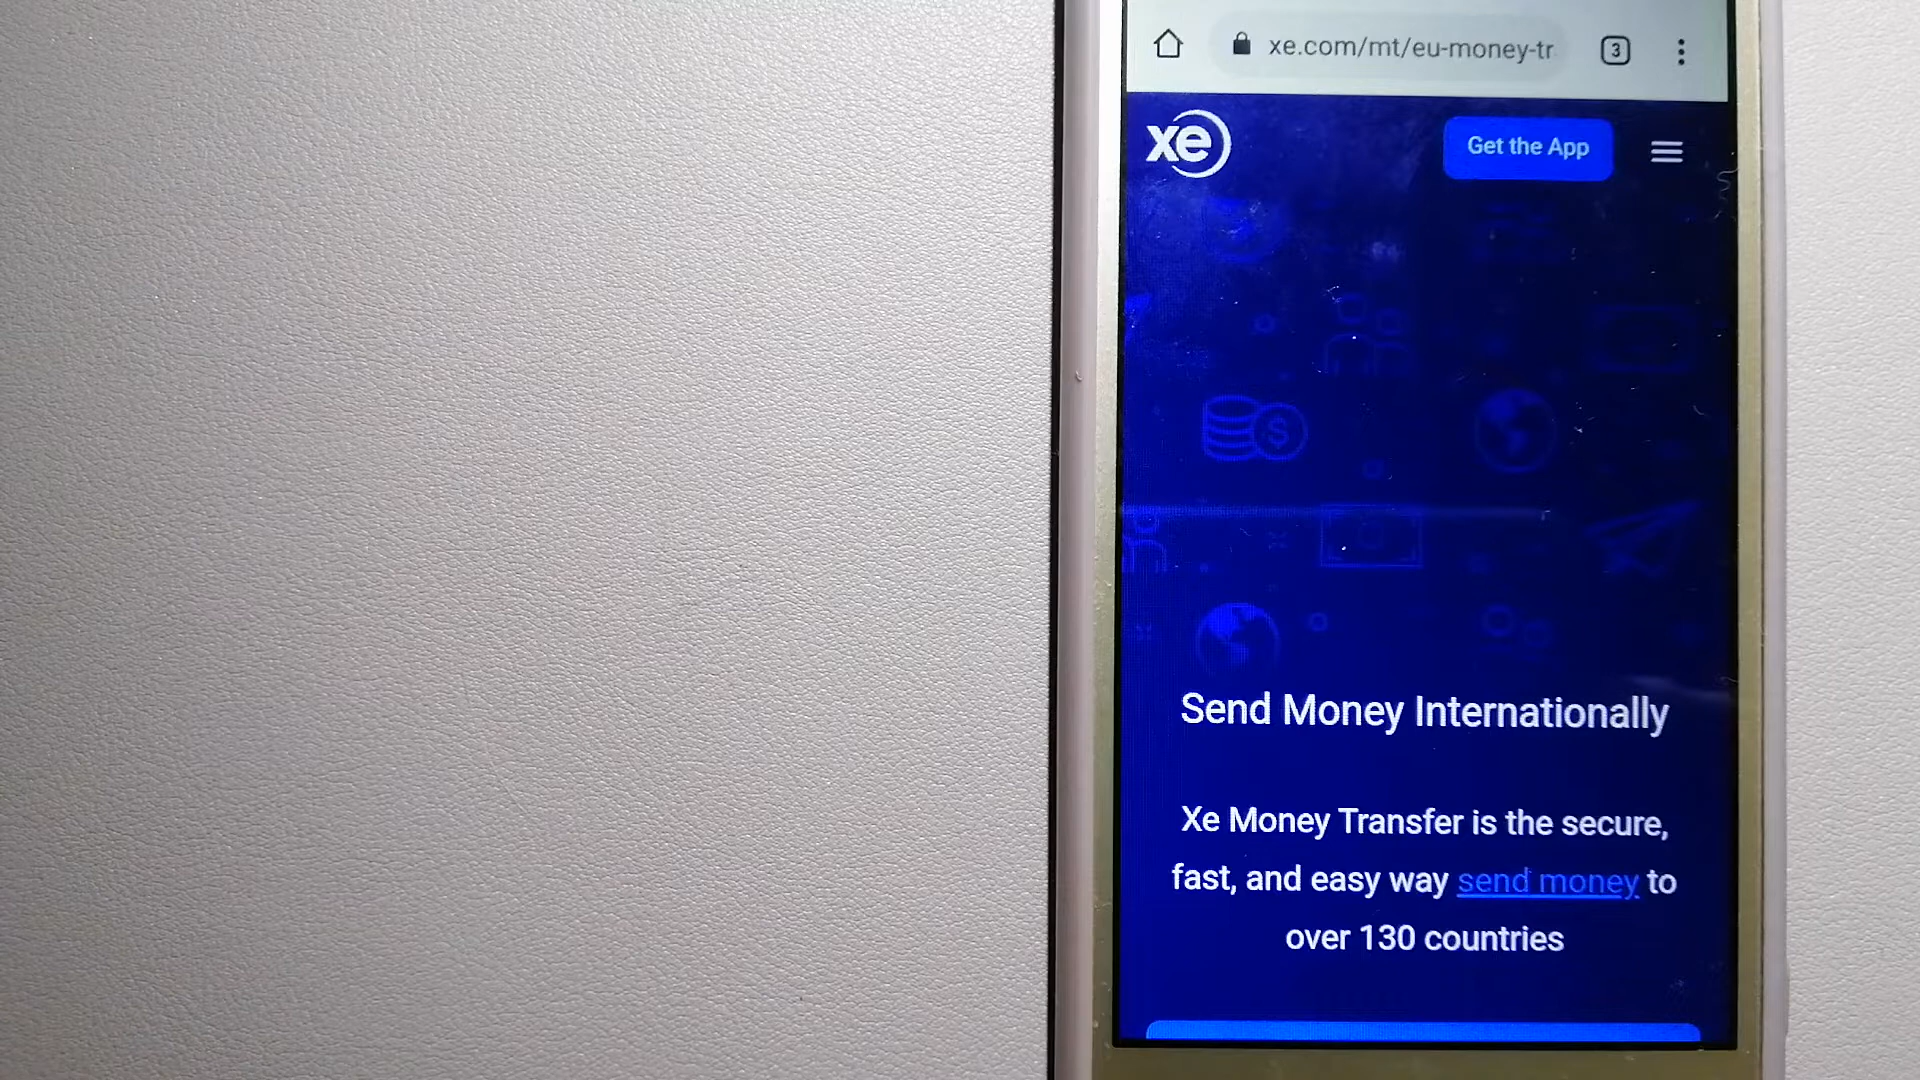 xe.com/mt/eu-money-tr
3
xe
Get the App
$
Send Money Internationally
Xe Money Transfer is the secure,
fast, and easy way send money to
over 130 countries